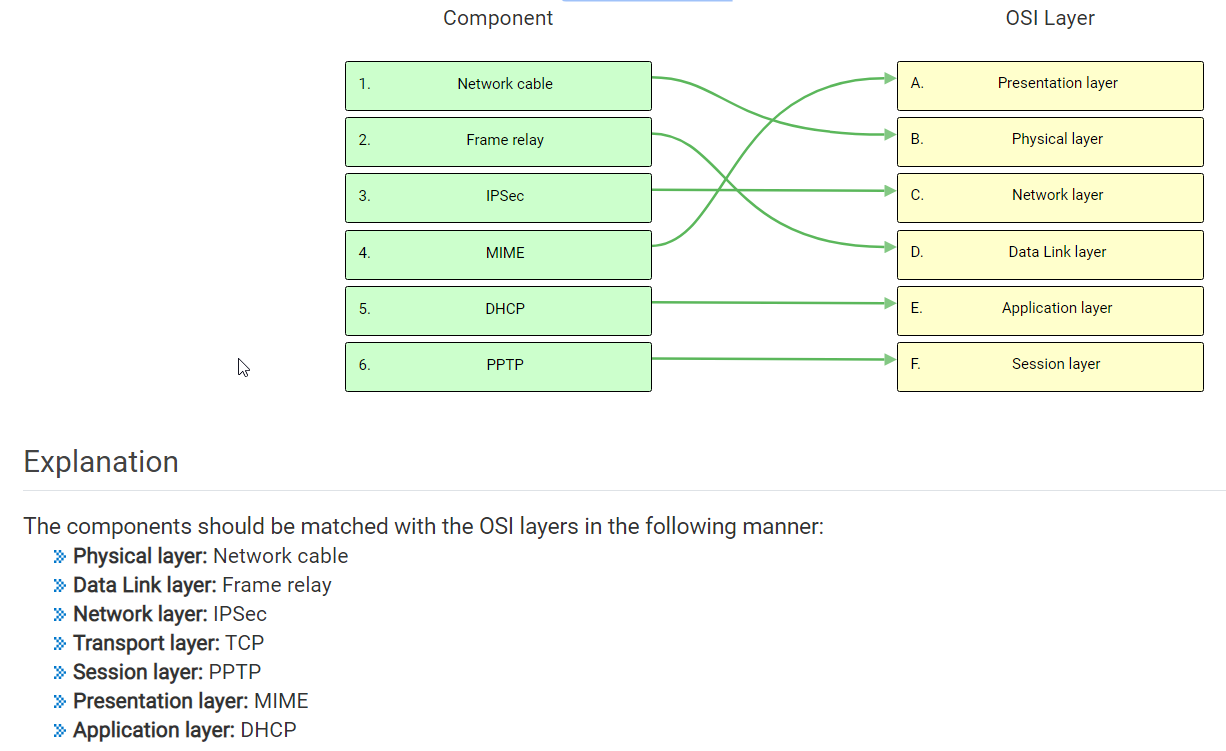 Component OSI Layer
1. Network cable A. Presentation layer
2. Frame relay B. Physical layer
3. IPSec C. Network layer
4. MIME D. Data Link layer
5. DHCP E. Application layer
6. PPTP F. Session layer
Explanation
The components should be matched with the OSI layers in the following manner:
Physical layer: Network cable
Data Link layer: Frame relay
Network layer: IPSec
Transport layer: TCP
Session layer: PPTP
Presentation layer: MIME
Application layer: DHCP